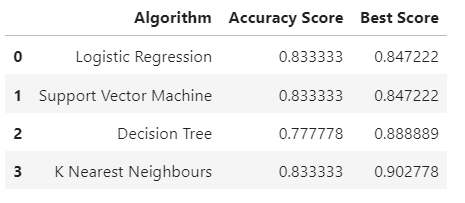 Algorithm Accuracy Score Best Score
0 Logistic Regression 0.833333 0.847222
1 Support Vector Machine 0.833333 0.847222
2 Decision Tree 0.777778 0.888889
3 K Nearest Neighbours 0.833333 0.902778